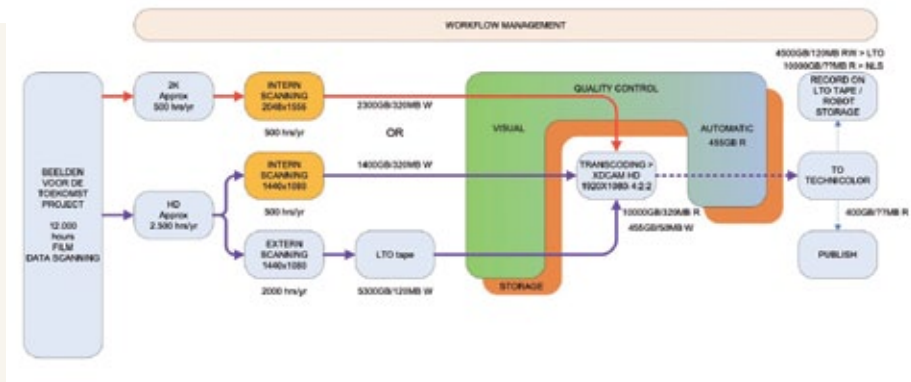 WORKFLOW MANAGEMENT
BEELDEN
VOOR DE
TOEKOMST
PROJECT
12.000
hours
FILM
DATA SCANNING
2K
Approx
500 hrs/yr
HD
Approx
2.500 hrs/yr
INTERN
SCANNING
2048x1556
500 hrs/yr
INTERN
SCANNING
1440x1080
500 hrs/yr
EXTERN
SCANNING
1440x1080
2000 hrs/yr
LTO tape
2300GB/320MB W
OR
1400GB/320MB W
5300GB/120MB W
QUALITY CONTROL
VISUAL
AUTOMATIC
455GB R
STORAGE
TRANSCODING >
XDCAM HD
1920X1080; 4:2:2
10000GB/320MB R
455GB/50MB W
4500GB/120MB RW > LTO
10000GB/??MB R > NLS
RECORD ON
LTO TAPE /
ROBOT
STORAGE
TO
TECHNICOLOR
400GB/??MB R
PUBLISH